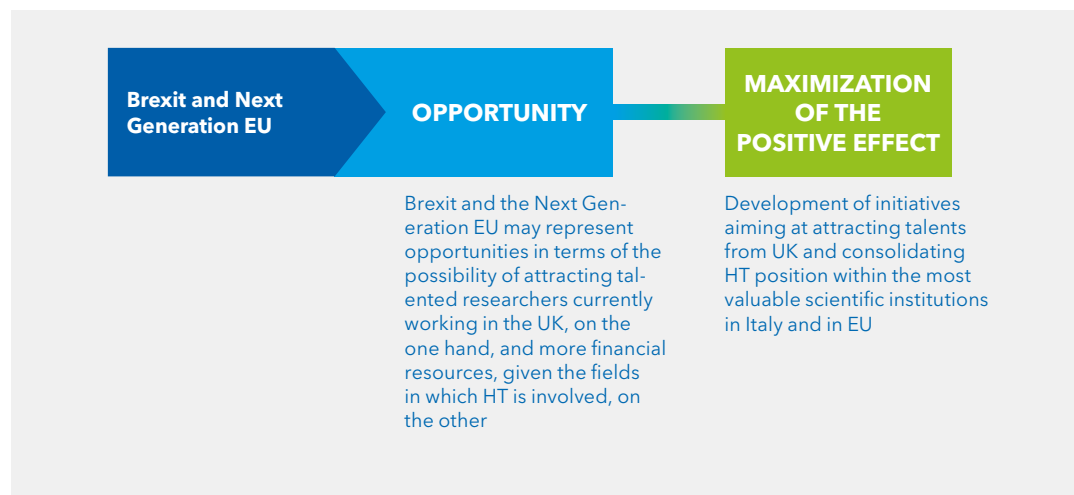 Brexit and Next
Generation EU
OPPORTUNITY
MAXIMIZATION
OF THE
POSITIVE EFFECT
Brexit and the Next Gen-
eration EU may represent
opportunities in terms of the
possibility of attracting tal-
ented researchers currently
working in the UK, on the
one hand, and more financial
resources, given the fields
in which HT is involved, on
the other
Development of initiatives
aiming at attracting talents
from UK and consolidating
HT position within the most
valuable scientific institutions
in Italy and in EU